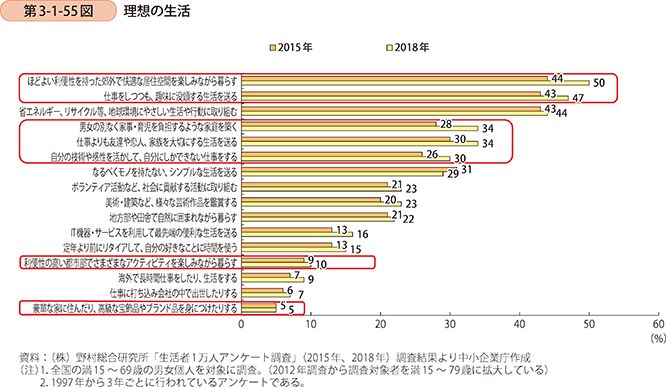 第3-1-55図 理想の生活
2015年 2018年
ほどよい利便性を持った郊外で快適な居住空間を楽しみながら暮らす 44 50
仕事をしつつも、趣味に没頭する生活を送る 43 47
省エネルギー、リサイクル等、地球環境にやさしい生活や行動に取り組む 43 44
男女の別なく家事・育児を負担するような家庭を築く 28 34
仕事よりも友達や恋人、家族を大切にする生活を送る 30 34
自分の技術や感性を活かして、自分にしかできない仕事をする 26 30
なるべくモノを持たない、シンプルな生活を送る 31 29
ボランティア活動など、社会に貢献する活動に取り組む 21 23
美術・建築など、様々な芸術作品を鑑賞する 20 23
地方部や田舎で自然に囲まれながら暮らす 21 22
IT機器・サービスを利用して最先端の便利な生活を送る 13 16
定年より前にリタイアして、自分の好きなことに時間を使う 13 15
利便性の高い都市部でさまざまなアクティビティを楽しみながら暮らす 9 10
海外で長時間仕事をしたり、生活をする 7 9
仕事に打ち込み会社の中で出世したりする 6 7
豪華な家に住んだり、高級な宝飾品やブランド品を身につけたりする 5 5
0 10 20 30 40 50 60
(%)
資料：（株）野村総合研究所「生活者1万人アンケート調査」（2015年、2018年）調査結果より中小企業庁作成
（注）1. 全国の満15～69歳の男女個人を対象に調査。（2012年調査から調査対象者を満15～79歳に拡大している）
2. 1997年から3年ごとに行われているアンケートである。